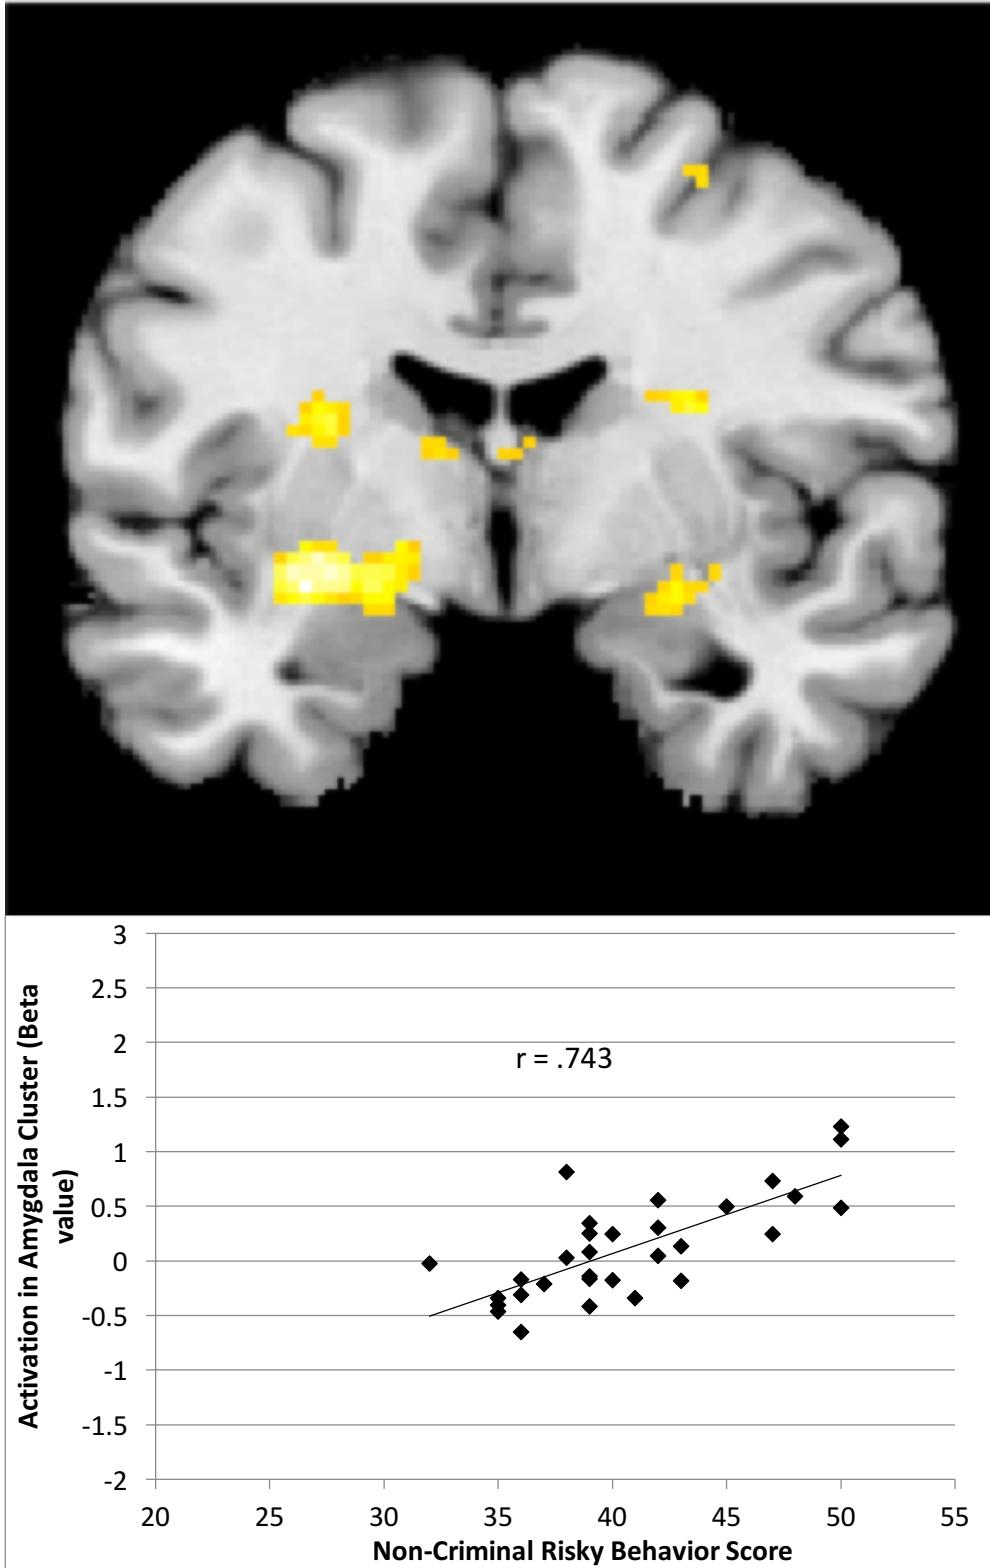 3
2.5
2
r = .743
1.5
1
0.5
0
-0.5
-1
-1.5
-2
Activation in Amygdala Cluster (Beta
value)
20 25 30 35 40 45 50 55
Non-Criminal Risky Behavior Score